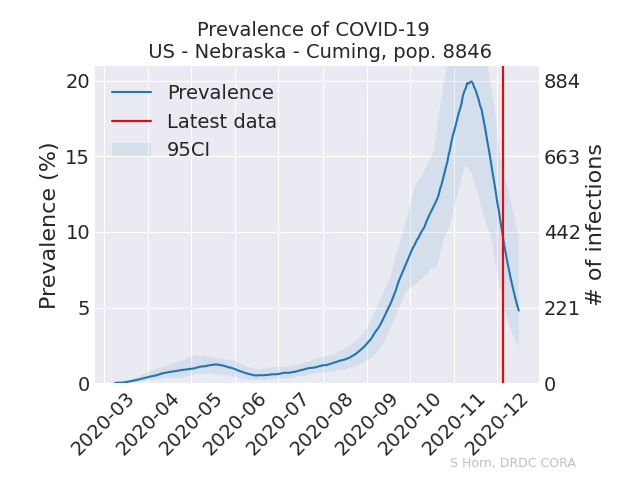 Prevalence of COVID-19
US - Nebraska - Cuming, pop. 8846
Prevalence
Latest data
95CI
Prevalence (%)
20
15
10
5
0
884
663
442
221
0
# of infections
2020-03
2020-04
2020-05
2020-06
2020-07
2020-08
2020-09
2020-10
2020-11
2020-12
S Horn, DRDC CORA